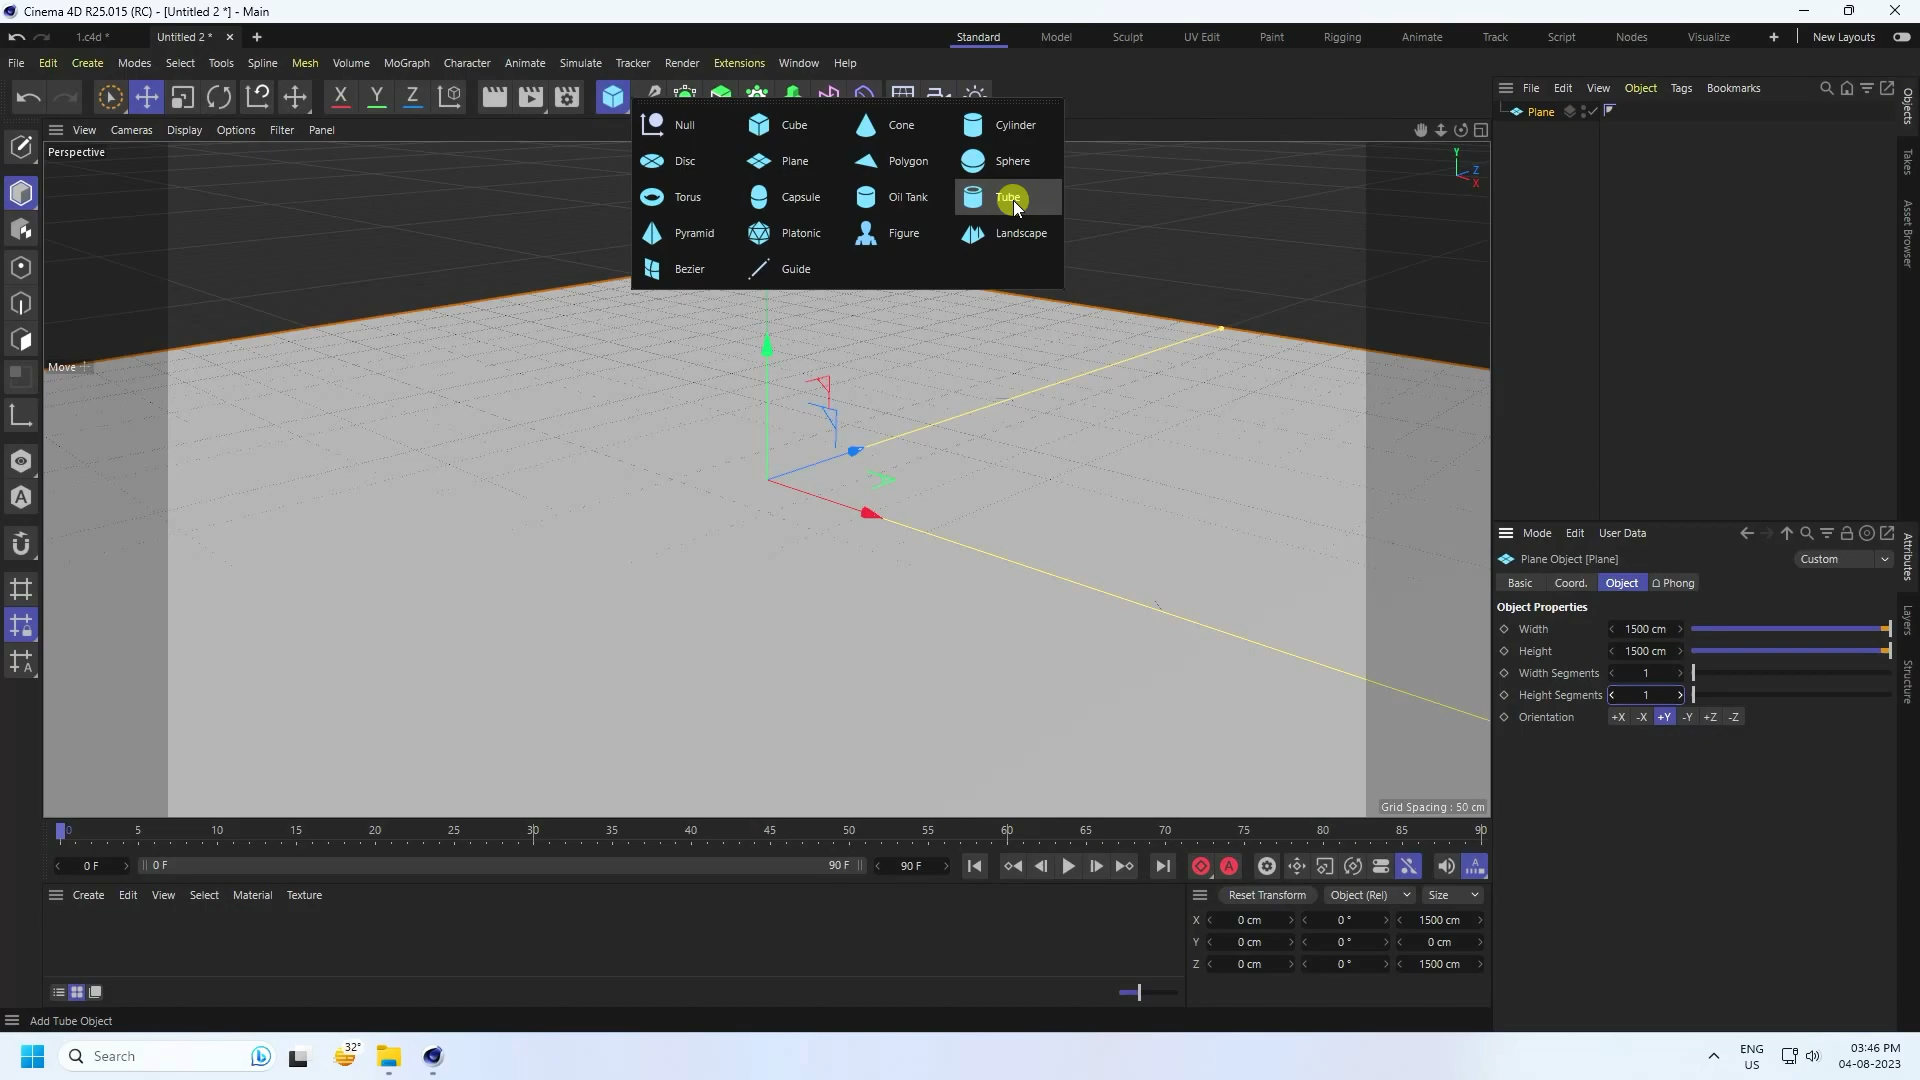 Cinema 4D R25.015 (RC) - [Untitled 2 *] - Main
1.c4d *
Untitled 2 *
Standard
Model
Sculpt
UV Edit
Paint
Rigging
Animate
Track
Script
Nodes
Visualize
New Layouts
File Edit Create Modes Select Tools Spline Mesh Volume MoGraph Character Animate Simulate Tracker Render Extensions Window Help
X Y Z
File Edit View Object Tags Bookmarks
Plane
View Cameras Display Options Filter Panel
Perspective
Null Cube Cone Cylinder
Disc Plane Polygon Sphere
Torus Capsule Oil Tank Tube
Pyramid Platonic Figure Landscape
Bezier Guide
Y
Z
X
Move
Grid Spacing : 50 cm
Objects
Takes
Asset Browser
Mode Edit User Data
Plane Object [Plane]
Custom
Basic Coord. Object Phong
Object Properties
Width 1500 cm
Height 1500 cm
Width Segments 1
Height Segments 1
Orientation +X -X +Y -Y +Z -Z
Attributes
Layers
Structure
0 5 10 15 20 25 30 35 40 45 50 55 60 65 70 75 80 85 90
0 F 0 F 90 F 90 F
Create Edit View Select Material Texture
Reset Transform Object (Rel) Size
X 0 cm 0 ° 1500 cm
Y 0 cm 0 ° 0 cm
Z 0 cm 0 ° 1500 cm
Add Tube Object
Search
32°
ENG
US
03:46 PM
04-08-2023